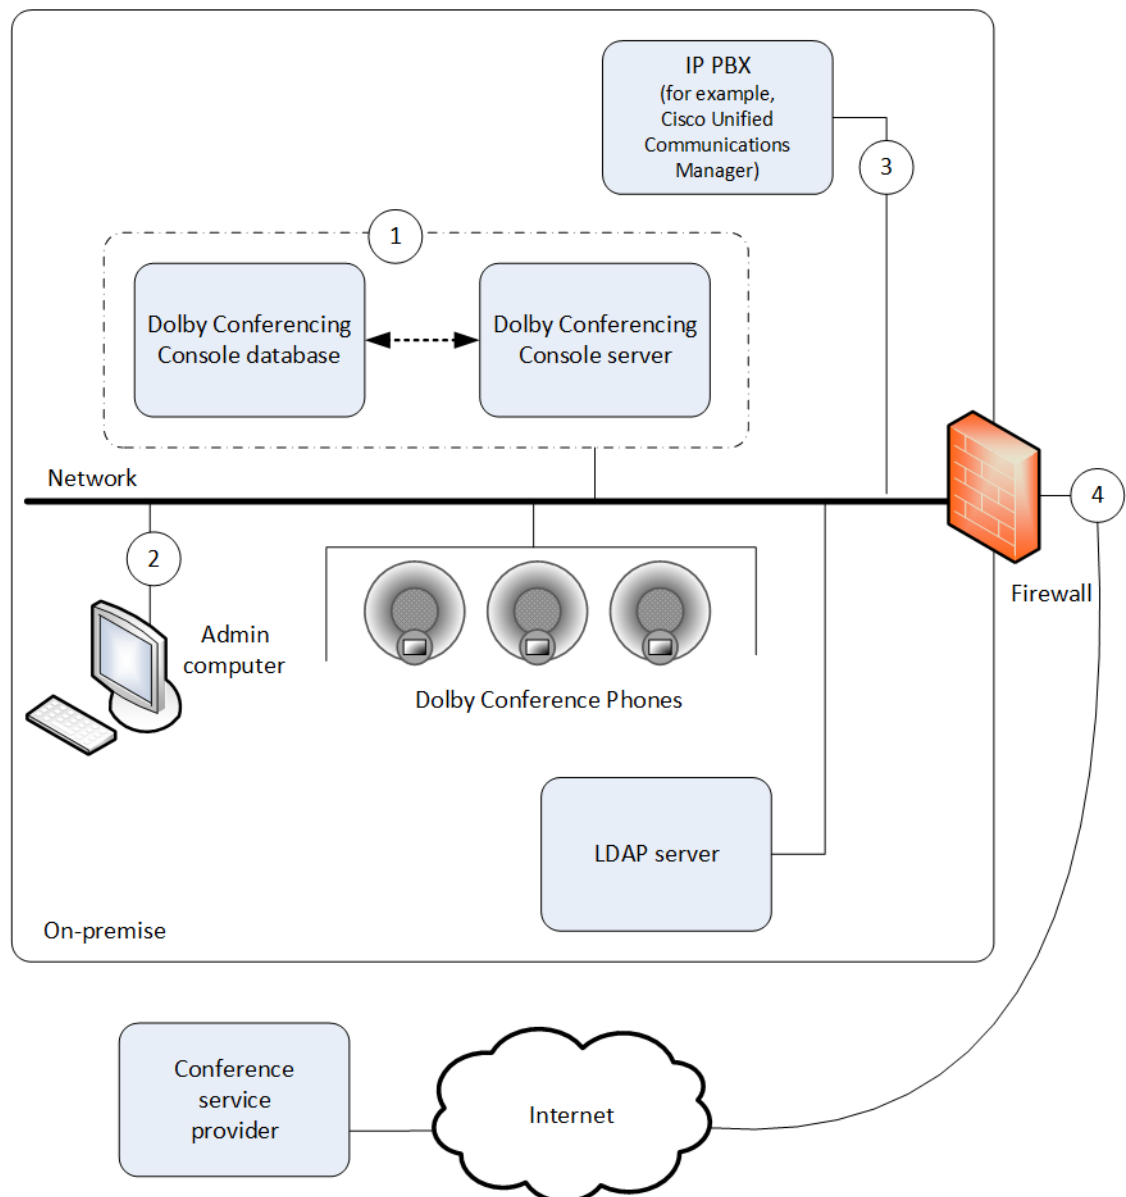 IP PBX
(for example,
Cisco Unified
Communications
Manager)
3
1
Dolby Conferencing
Console database
Dolby Conferencing
Console server
Network
4
2
Firewall
Admin
computer
Dolby Conference Phones
LDAP server
On-premise
Conference
service
provider
Internet